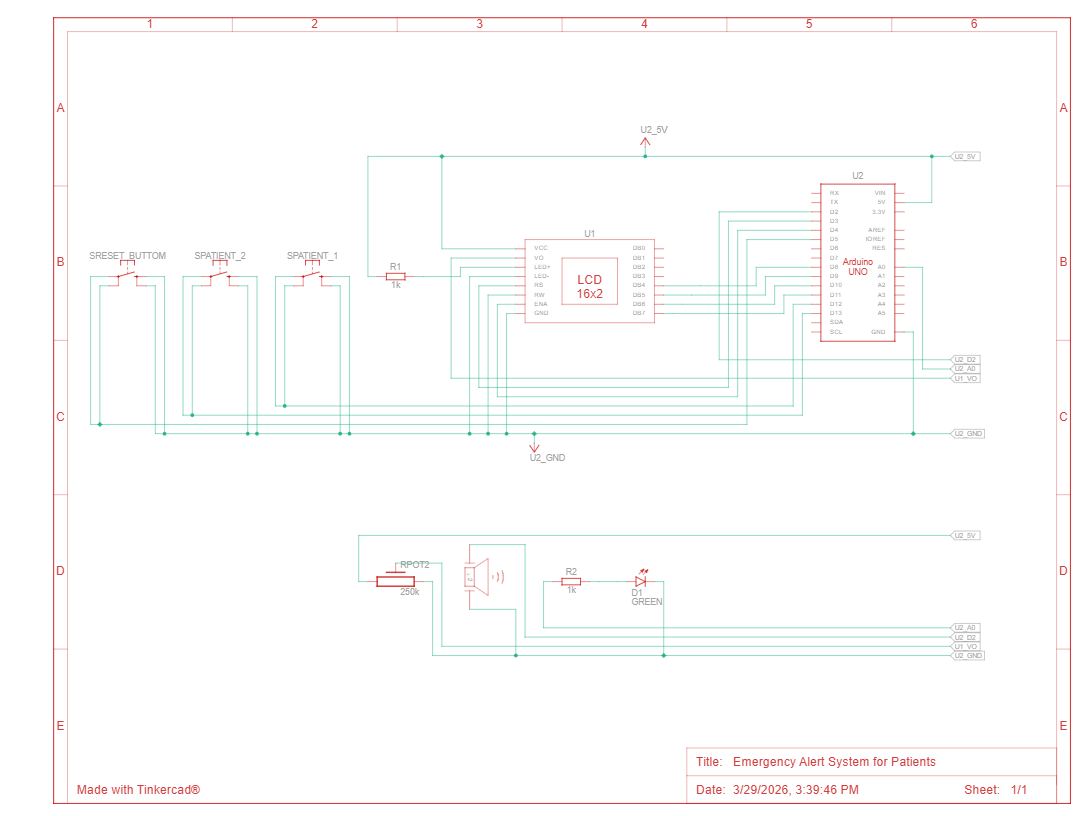 1 2 3 4 5 6
A A
U2_5V
U2_5V
U2
RX VIN
TX 5V
D2 3.3V
D3
D4 AREF
D5 IOREF
D6 RES
D7
D8 A0
D9 A1
D10 A2
D11 A3
D12 A4
D13 A5
SDA
SCL GND
Arduino
UNO
B B
SRESET_BUTTOM SPATIENT_2 SPATIENT_1
R1
1k
U1
VCC DB0
VO DB1
LED+ DB2
LED- DB3
RS DB4
RW DB5
ENA DB6
GND DB7
LCD
16x2
U2_D2
U2_A0
U1_VO
C C
U2_GND
U2_GND
U2_5V
D D
RPOT2
250k
R2
1k
D1
GREEN
U2_A0
U2_D2
U1_VO
U2_GND
E E
Title: Emergency Alert System for Patients
Made with Tinkercad®
Date: 3/29/2026, 3:39:46 PM Sheet: 1/1